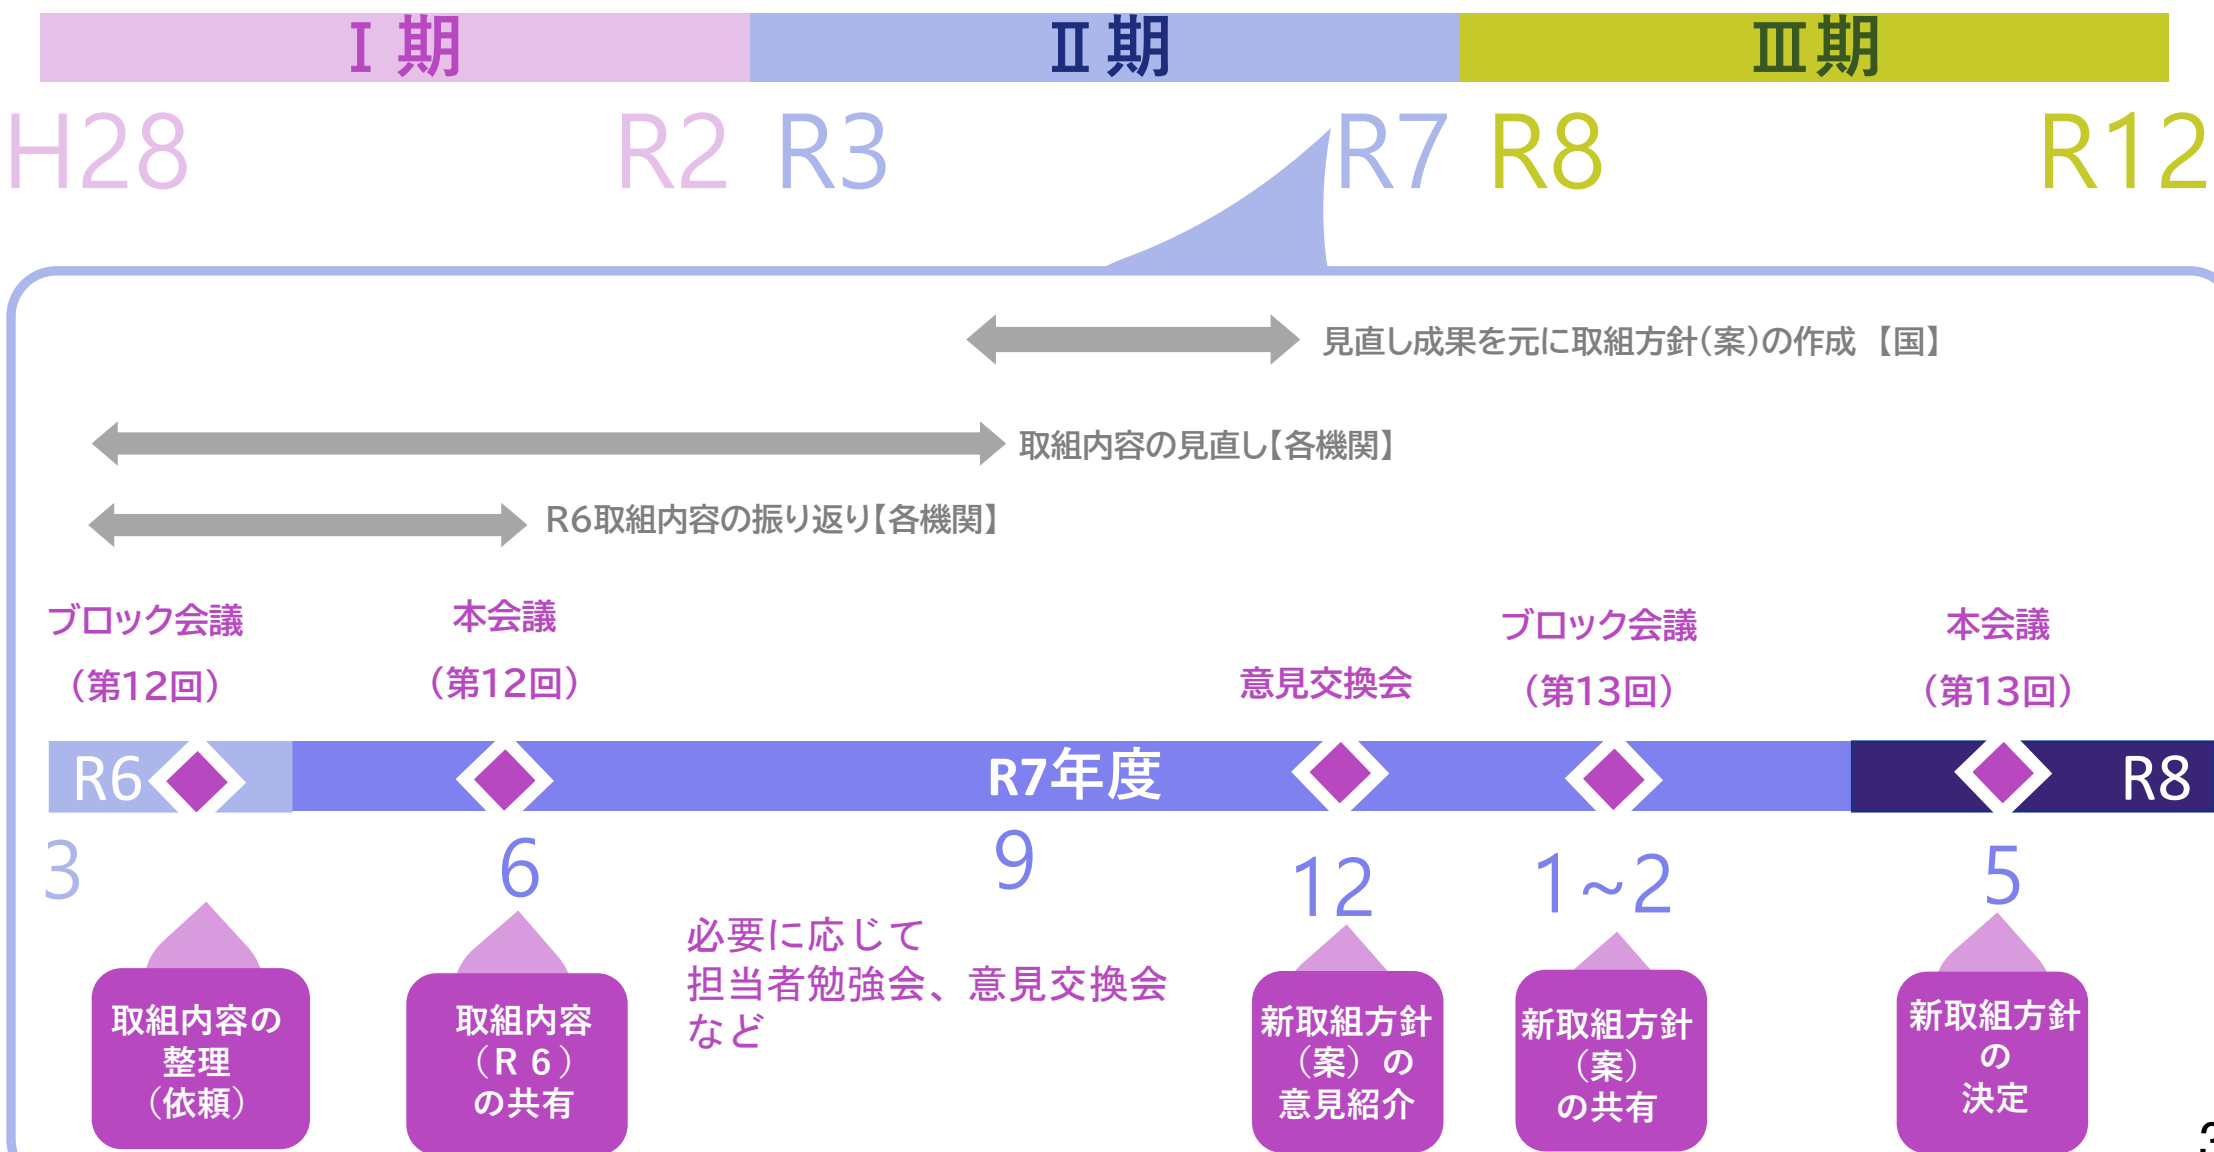 Ⅰ期
Ⅱ期
Ⅲ期
H28
R2
R3
R7
R8
R12
見直し成果を元に取組方針(案)の作成 【国】
取組内容の見直し【各機関】
R6取組内容の振り返り【各機関】
ブロック会議
(第12回)
本会議
(第12回)
意見交換会
ブロック会議
(第13回)
本会議
(第13回)
R6
R7年度
R8
3
6
9
12
1~2
5
取組内容の
整理
(依頼)
取組内容
(R6)
の共有
必要に応じて
担当者勉強会、意見交換会
など
新取組方針
(案)の
意見紹介
新取組方針
(案)
の共有
新取組方針
の
決定